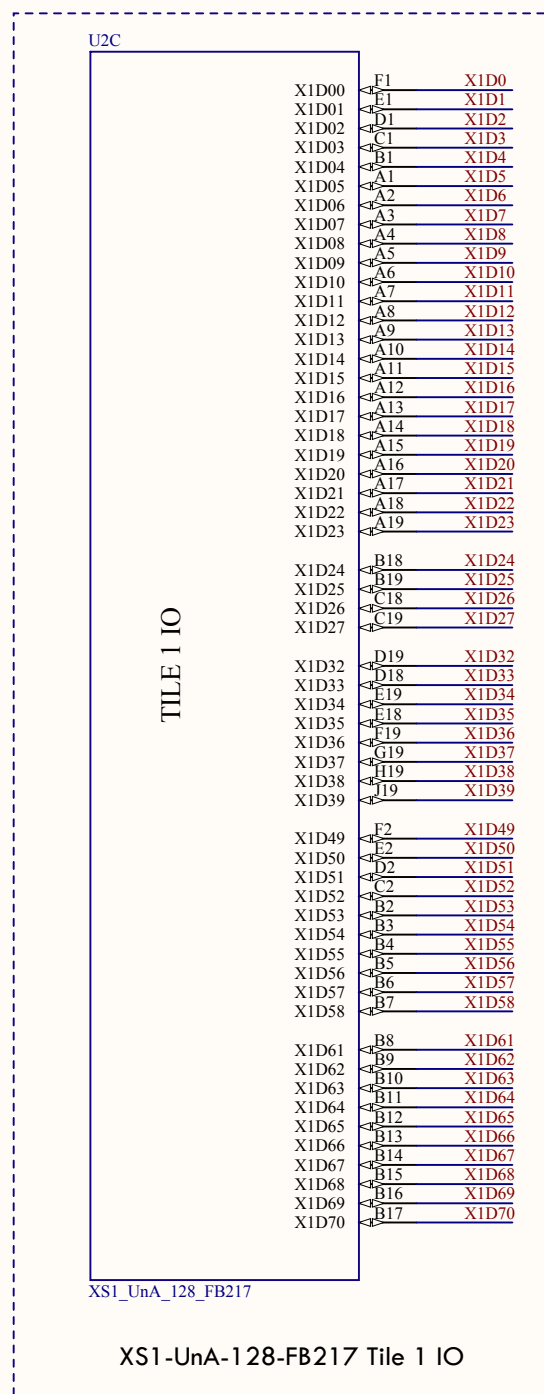 U2C
X1D00 F1 X1D0
X1D01 E1 X1D1
X1D02 D1 X1D2
X1D03 C1 X1D3
X1D04 B1 X1D4
X1D05 A1 X1D5
X1D06 A2 X1D6
X1D07 A3 X1D7
X1D08 A4 X1D8
X1D09 A5 X1D9
X1D10 A6 X1D10
X1D11 A7 X1D11
X1D12 A8 X1D12
X1D13 A9 X1D13
X1D14 A10 X1D14
X1D15 A11 X1D15
X1D16 A12 X1D16
X1D17 A13 X1D17
X1D18 A14 X1D18
X1D19 A15 X1D19
X1D20 A16 X1D20
X1D21 A17 X1D21
X1D22 A18 X1D22
X1D23 A19 X1D23
X1D24 B18 X1D24
X1D25 B19 X1D25
X1D26 C18 X1D26
X1D27 C19 X1D27
TILE 1 IO
X1D32 D19 X1D32
X1D33 D18 X1D33
X1D34 E19 X1D34
X1D35 E18 X1D35
X1D36 F19 X1D36
X1D37 G19 X1D37
X1D38 H19 X1D38
X1D39 J19 X1D39
X1D49 F2 X1D49
X1D50 E2 X1D50
X1D51 D2 X1D51
X1D52 C2 X1D52
X1D53 B2 X1D53
X1D54 B3 X1D54
X1D55 B4 X1D55
X1D56 B5 X1D56
X1D57 B6 X1D57
X1D58 B7 X1D58
X1D61 B8 X1D61
X1D62 B9 X1D62
X1D63 B10 X1D63
X1D64 B11 X1D64
X1D65 B12 X1D65
X1D66 B13 X1D66
X1D67 B14 X1D67
X1D68 B15 X1D68
X1D69 B16 X1D69
X1D70 B17 X1D70
XS1_UnA_128_FB217
XS1-UnA-128-FB217 Tile 1 IO